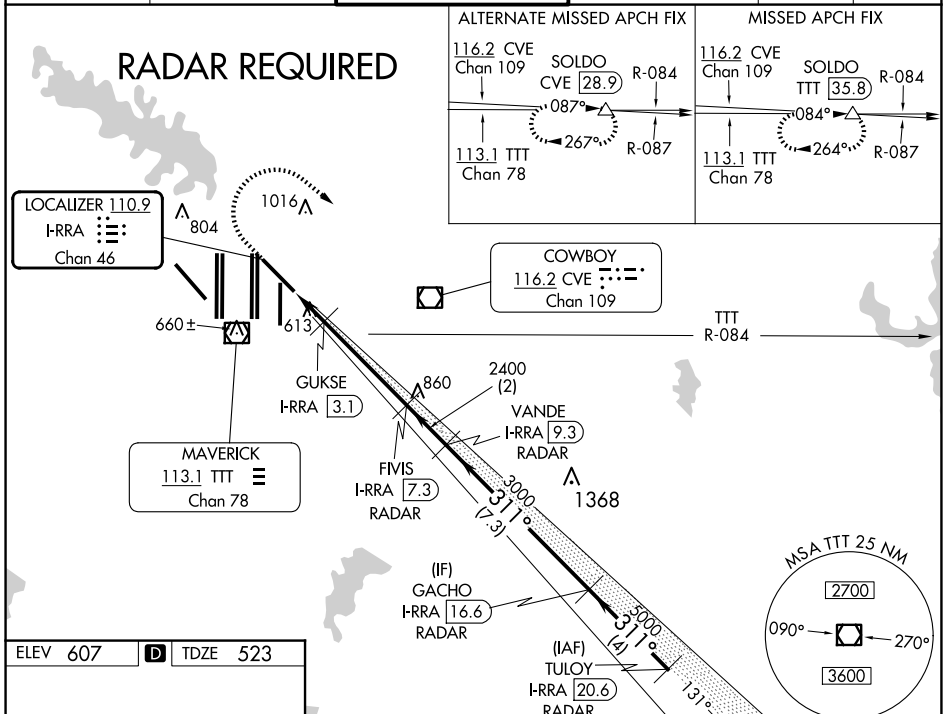 RADAR REQUIRED
ALTERNATE MISSED APCH FIX
116.2 CVE
Chan 109
SOLDO
CVE 28.9
R-084
087°
267°
R-087
113.1 TTT
Chan 78
MISSED APCH FIX
116.2 CVE
Chan 109
SOLDO
TTT 35.8
R-084
084°
264°
R-087
113.1 TTT
Chan 78
LOCALIZER 110.9
I-RRA
Chan 46
804
1016
COWBOY
116.2 CVE
Chan 109
660±
613
TTT
R-084
GUKSE
I-RRA 3.1
860
2400
(2)
VANDE
I-RRA 9.3
RADAR
MAVERICK
113.1 TTT
Chan 78
FIVIS
I-RRA 7.3
RADAR
3000
311°
(7.3)
1368
(IF)
GACHO
I-RRA 16.6
RADAR
5000
311°
(4)
(IAF)
TULOY
I-RRA 20.6
RADAR
131°
MSA TTT 25 NM
2700
090°
270°
3600
ELEV 607
D
TDZE 523